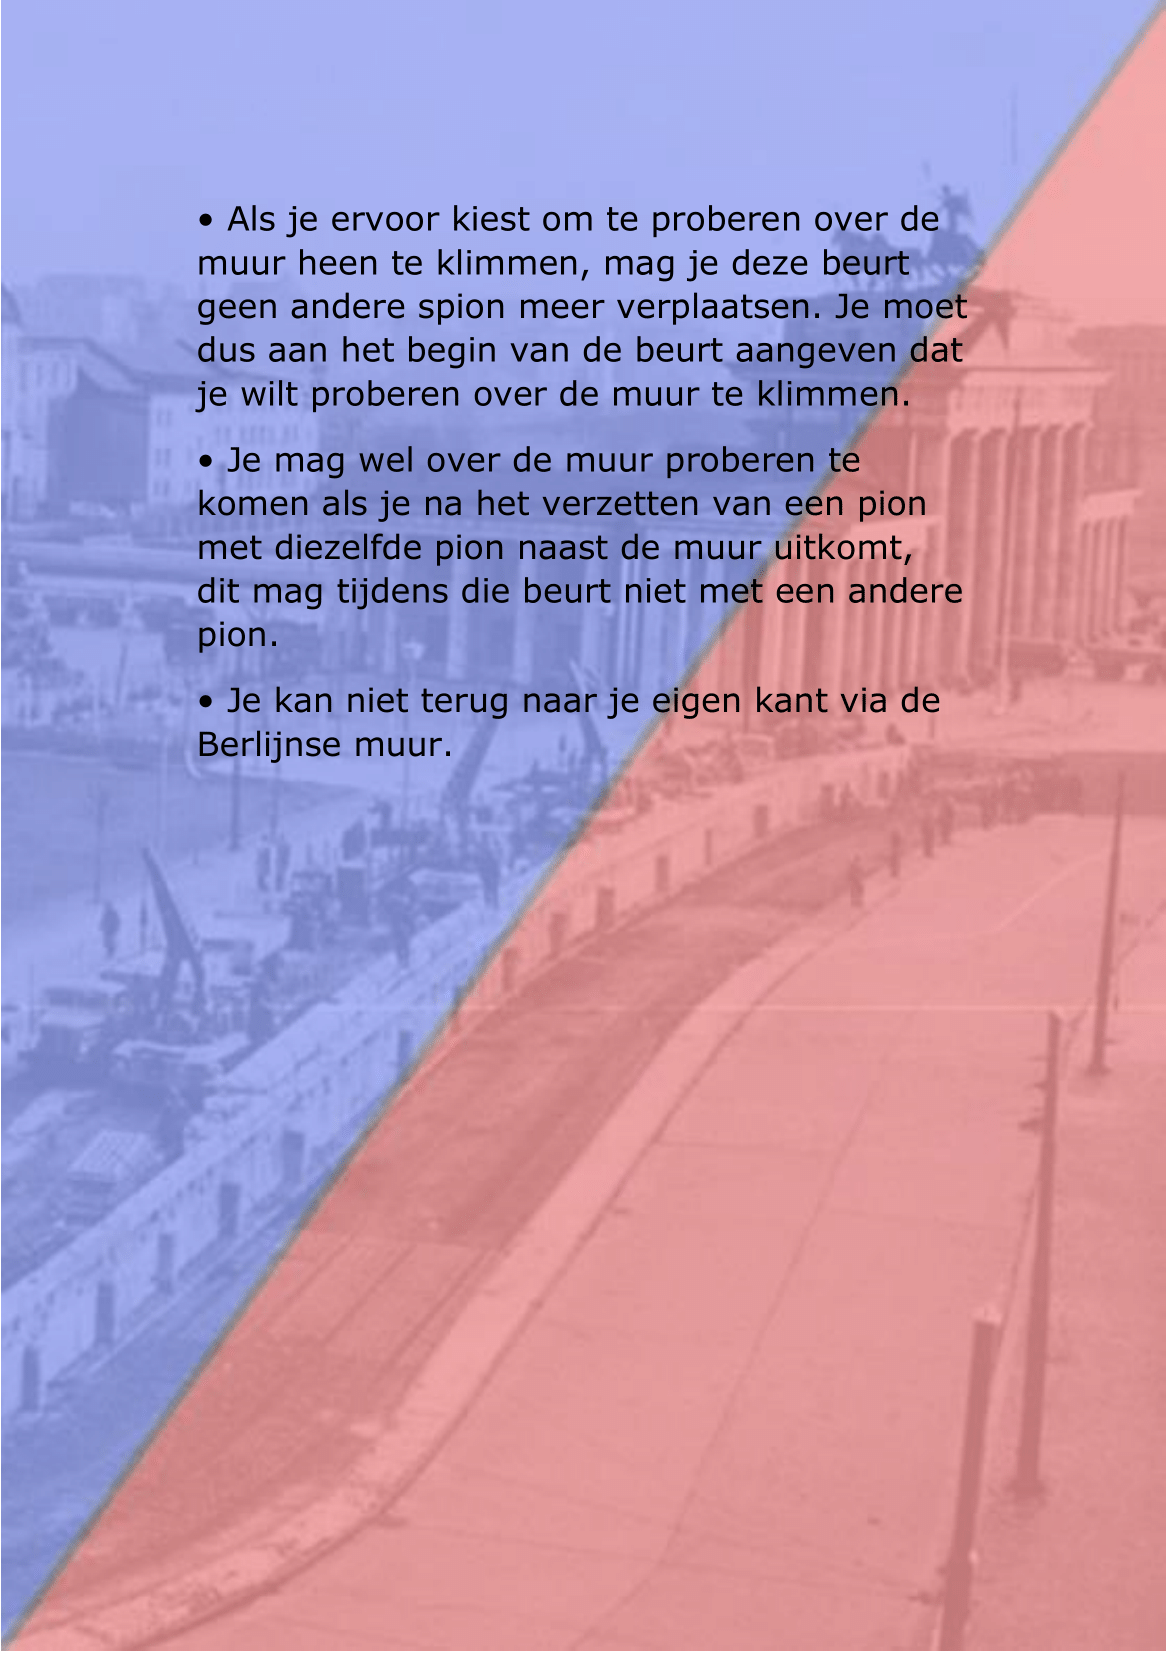 • Als je ervoor kiest om te proberen over de
muur heen te klimmen, mag je deze beurt
geen andere spion meer verplaatsen. Je moet
dus aan het begin van de beurt aangeven dat
je wilt proberen over de muur te klimmen.
• Je mag wel over de muur proberen te
komen als je na het verzetten van een pion
met diezelfde pion naast de muur uitkomt,
dit mag tijdens die beurt niet met een andere
pion.
• Je kan niet terug naar je eigen kant via de
Berlijnse muur.